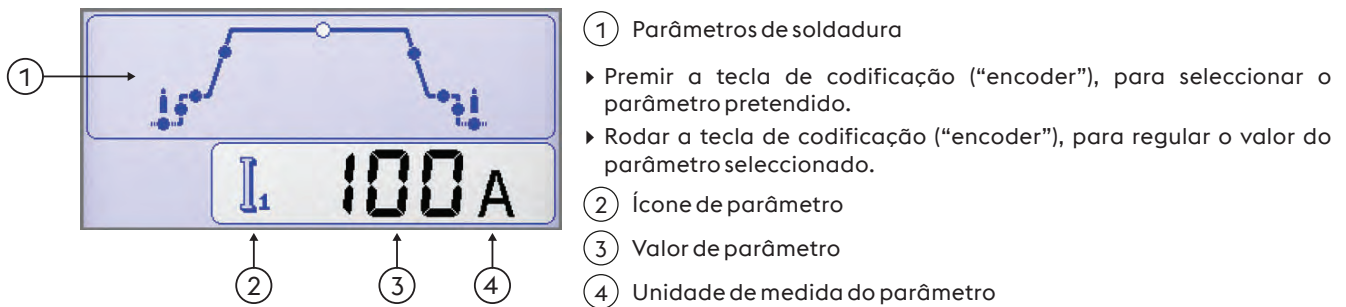 1
I1 100 A
2 3 4
1 Parâmetros de soldadura
‣ Premir a tecla de codificação (“encoder”), para seleccionar o
parâmetro pretendido.
‣ Rodar a tecla de codificação (“encoder”), para regular o valor do
parâmetro seleccionado.
2 Ícone de parâmetro
3 Valor de parâmetro
4 Unidade de medida do parâmetro